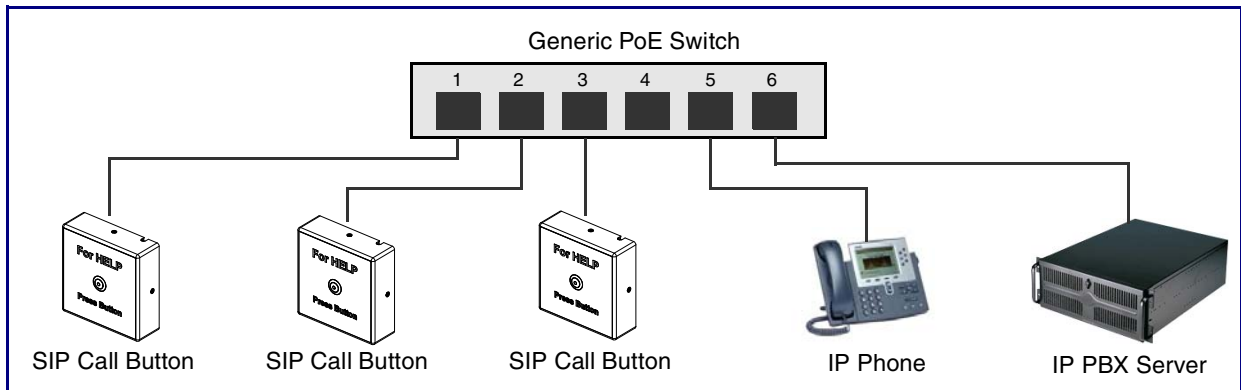 Generic PoE Switch
1 2 3 4 5 6
For HELP
Press Button
For HELP
Press Button
For HELP
Press Button
SIP Call Button
SIP Call Button
SIP Call Button
IP Phone
IP PBX Server